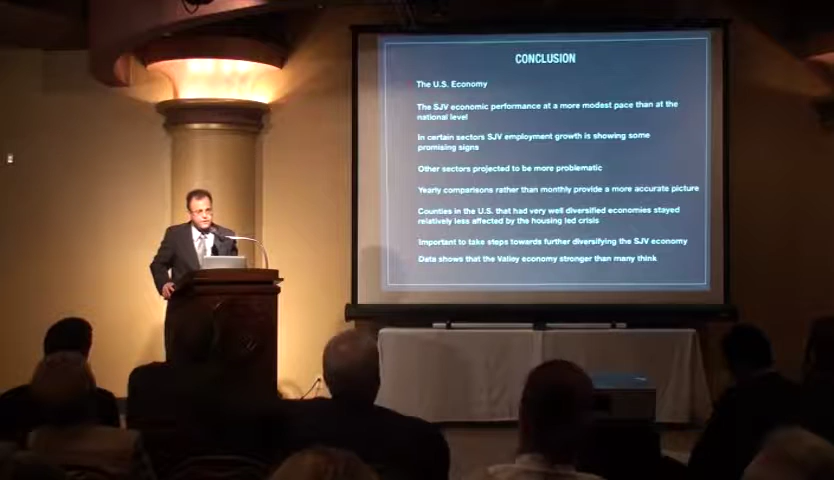 CONCLUSION
The U.S. Economy
The SJV economic performance at a more modest pace than at the
national level
In certain sectors SJV employment growth is showing some
promising signs
Other sectors projected to be more problematic
Yearly comparisons rather than monthly provide a more accurate picture
Counties in the U.S. that had very well diversified economies stayed
relatively less affected by the housing led crisis
Important to take steps towards further diversifying the SJV economy
Data shows that the Valley economy stronger than many think